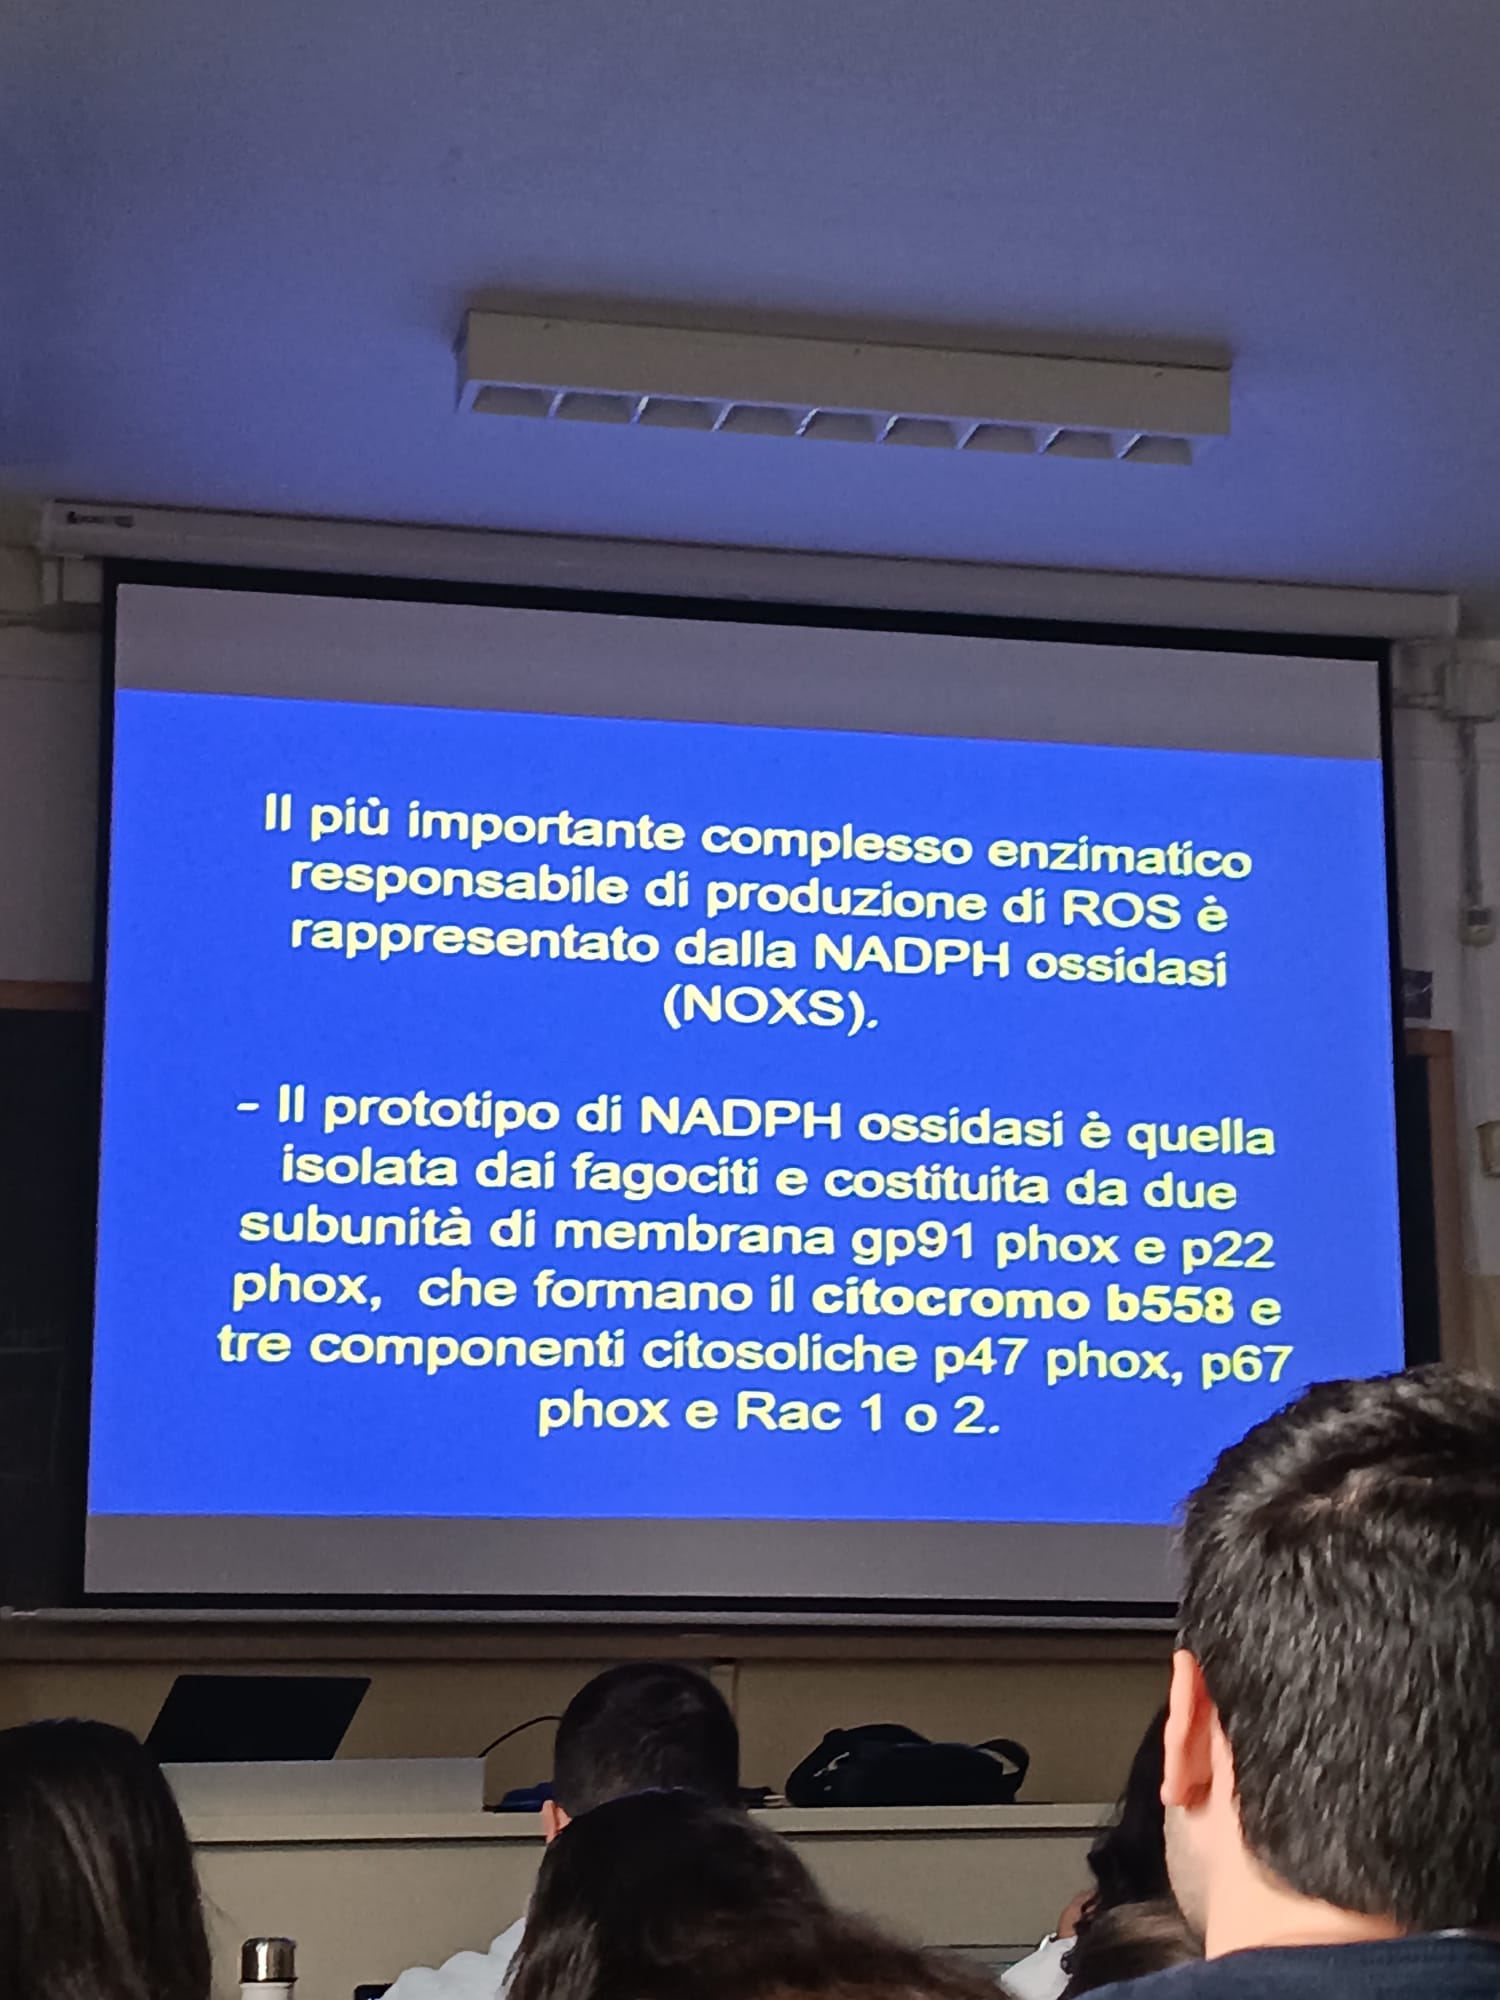 Il più importante complesso enzimatico
responsabile di produzione di ROS è
rappresentato dalla NADPH ossidasi
(NOXS).
- Il prototipo di NADPH ossidasi è quella
isolata dai fagociti e costituita da due
subunità di membrana gp91 phox e p22
phox, che formano il citocromo b558 e
tre componenti citosoliche p47 phox, p67
phox e Rac 1 o 2.